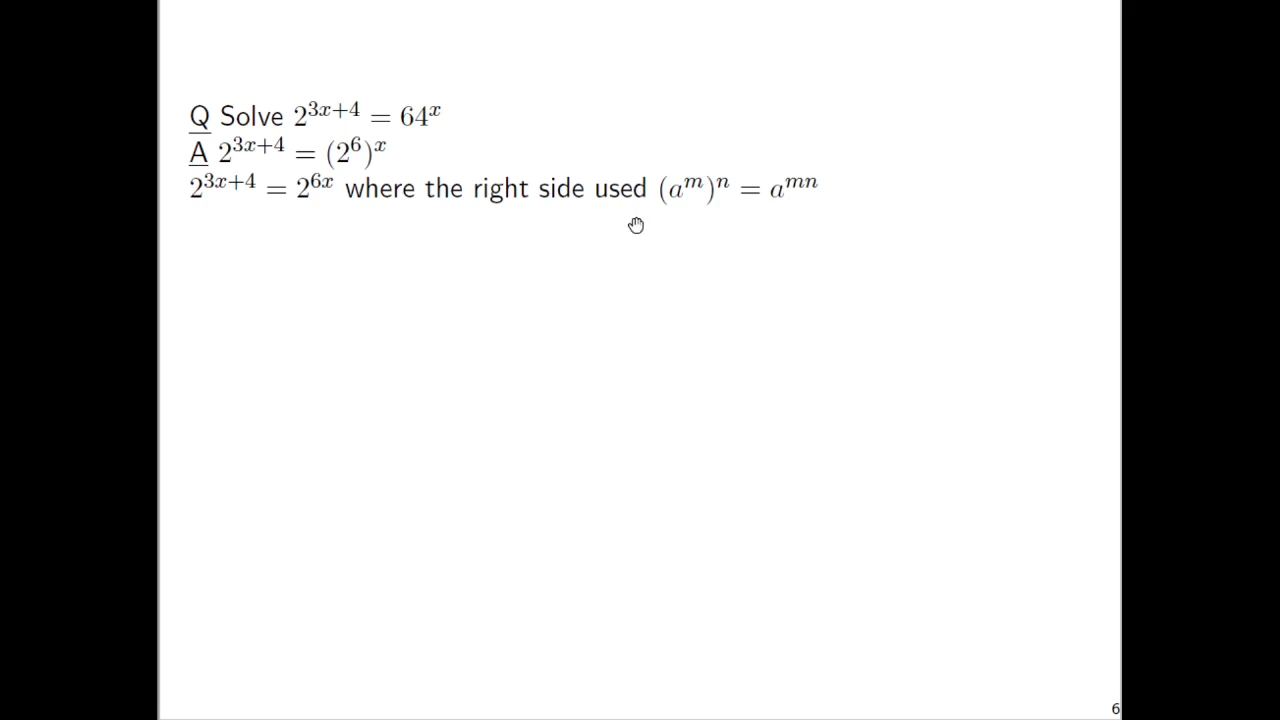 Q Solve 2^{3x+4} = 64^x
A 2^{3x+4} = (2^6)^x
2^{3x+4} = 2^{6x} where the right side used (a^m)^n = a^{mn}
6